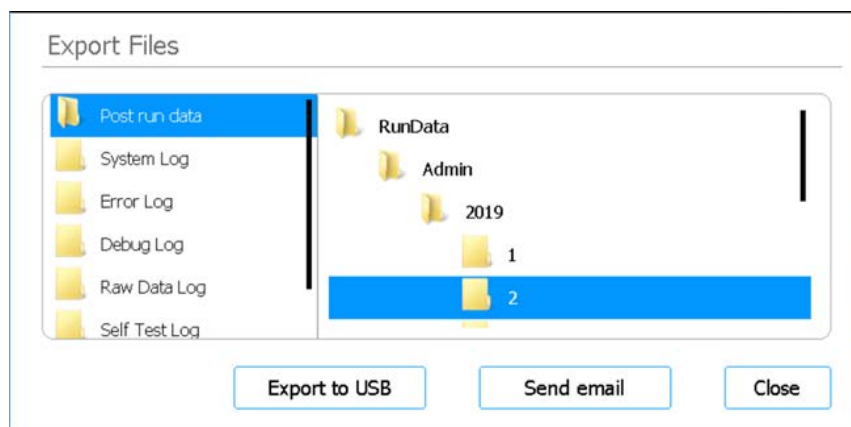 Export Files
Post run data
System Log
Error Log
Debug Log
Raw Data Log
Self Test Log
RunData
Admin
2019
1
2
Export to USB
Send email
Close